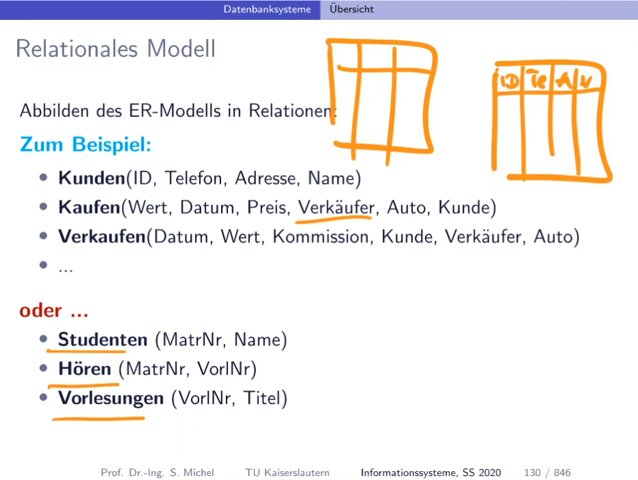 Datenbanksysteme Übersicht
Relationales Modell
Abbilden des ER-Modells in Relationen:
Zum Beispiel:
• Kunden(ID, Telefon, Adresse, Name)
• Kaufen(Wert, Datum, Preis, Verkäufer, Auto, Kunde)
• Verkaufen(Datum, Wert, Kommission, Kunde, Verkäufer, Auto)
• ...
ID Te A
oder ...
• Studenten (MatrNr, Name)
• Hören (MatrNr, VorlNr)
• Vorlesungen (VorlNr, Titel)
Prof. Dr.-Ing. S. Michel TU Kaiserslautern Informationssysteme, SS 2020 130 / 846